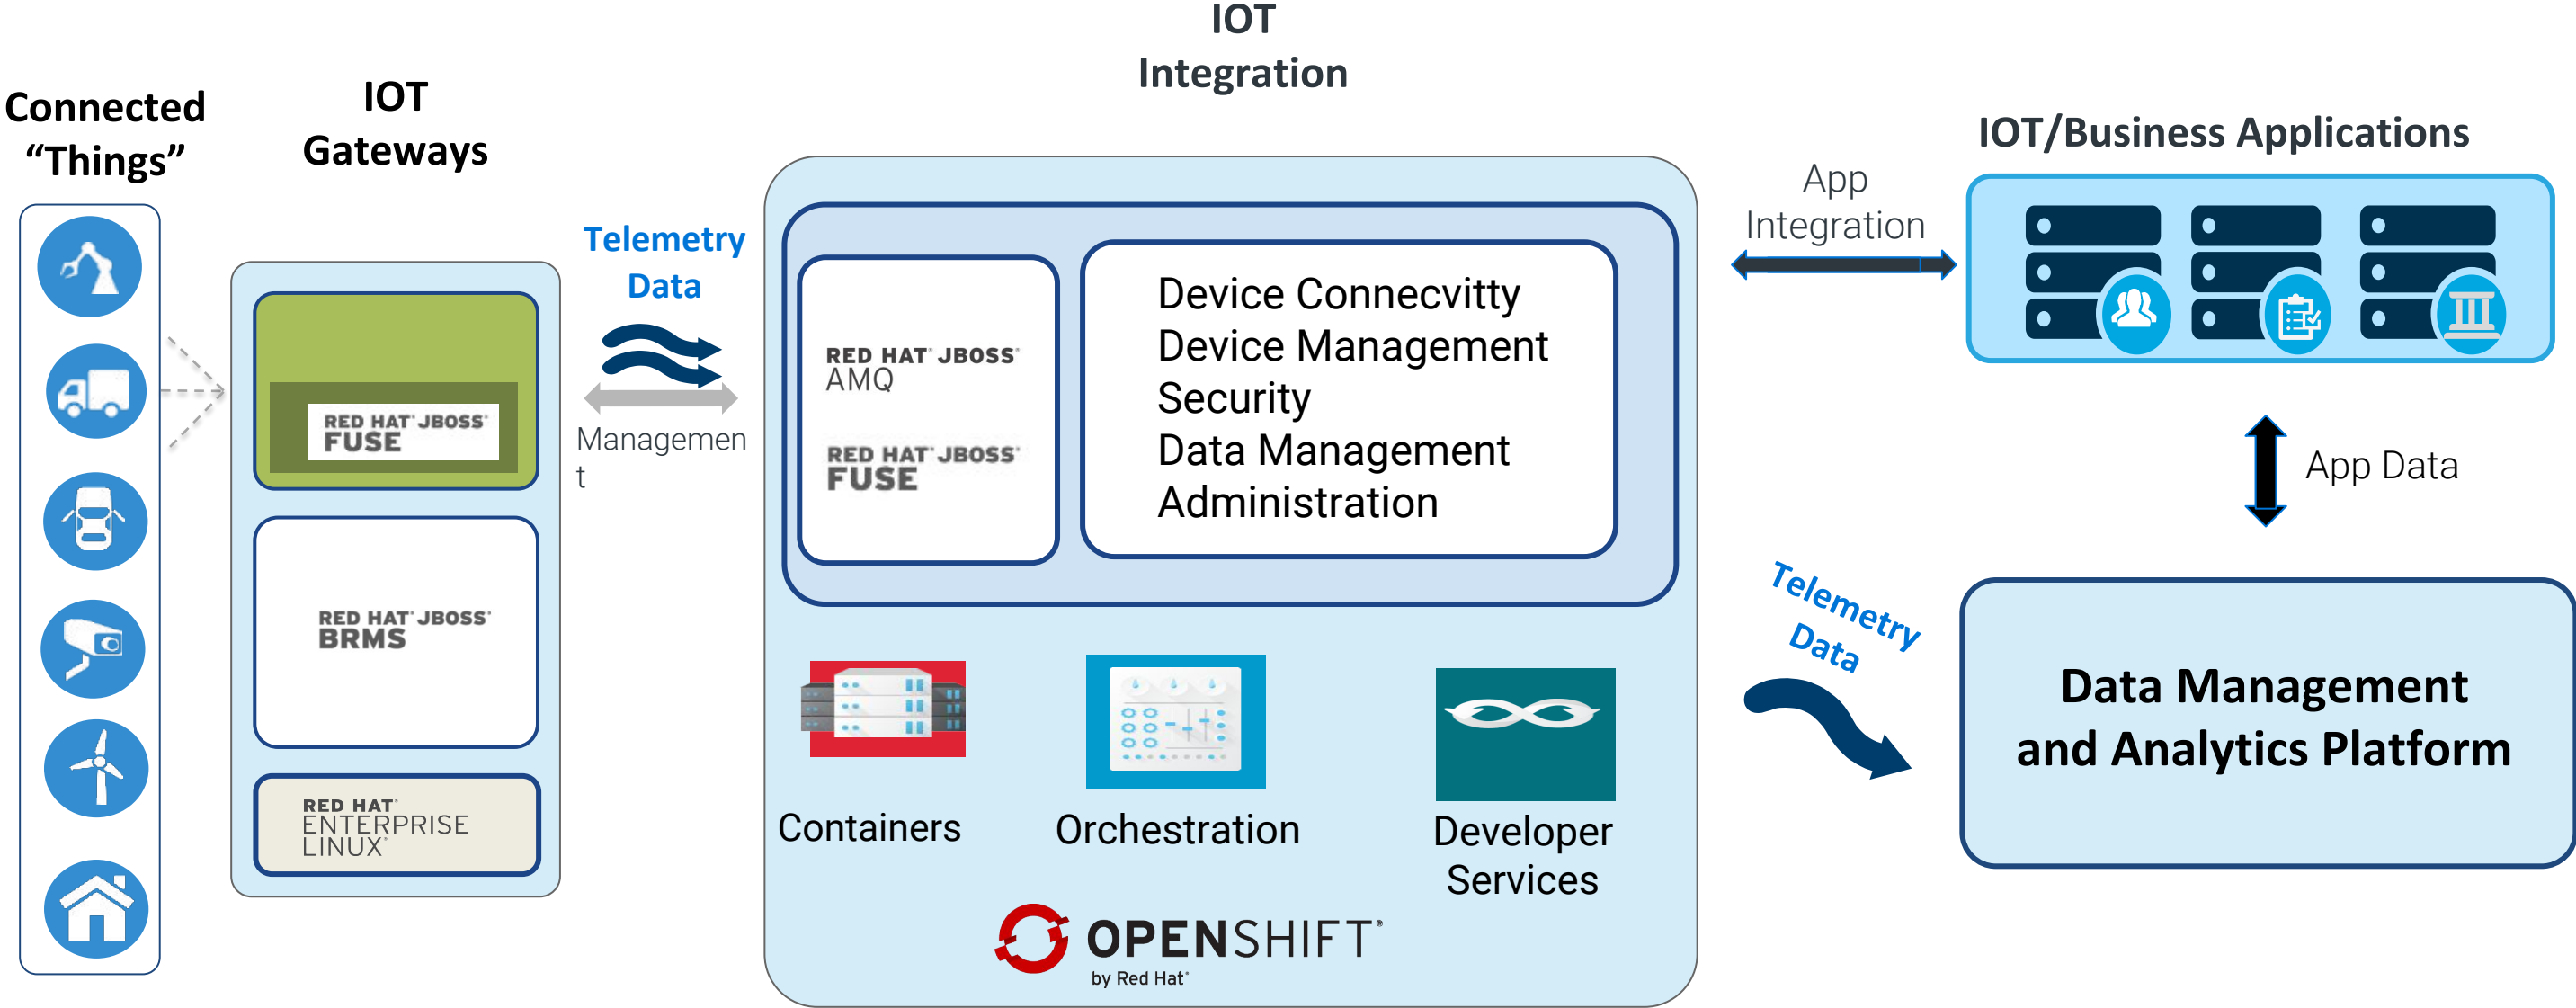 Connected
“Things”
IOT
Gateways
RED HAT® JBOSS®
FUSE
RED HAT® JBOSS®
BRMS
RED HAT®
ENTERPRISE
LINUX®
Telemetry
Data
Managemen
t
IOT
Integration
RED HAT® JBOSS®
AMQ
RED HAT® JBOSS®
FUSE
Device Connecvitty
Device Management
Security
Data Management
Administration
Containers
Orchestration
Developer
Services
OPENSHIFT®
by Red Hat®
App
Integration
IOT/Business Applications
App Data
Telemetry
Data
Data Management
and Analytics Platform